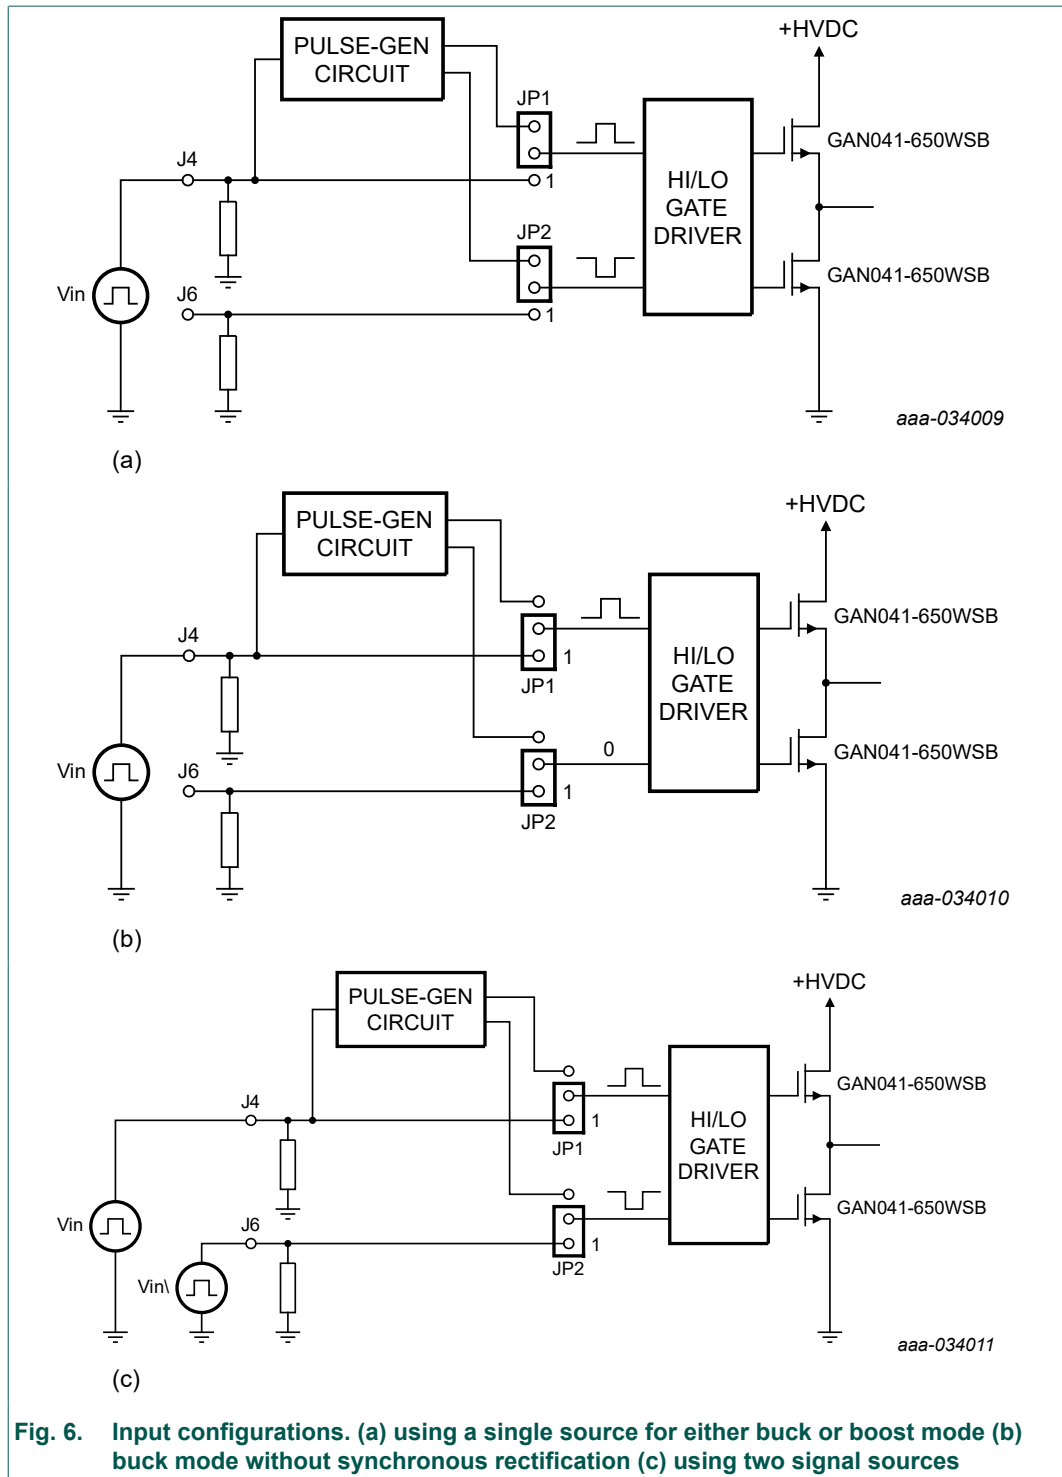 PULSE-GEN
CIRCUIT
+HVDC
JP1
GAN041-650WSB
J4
1
HI/LO
GATE
DRIVER
JP2
GAN041-650WSB
Vin
J6
1
aaa-034009
(a)
PULSE-GEN
CIRCUIT
+HVDC
GAN041-650WSB
J4
1
HI/LO
GATE
DRIVER
JP1
0
GAN041-650WSB
Vin
J6
1
JP2
aaa-034010
(b)
PULSE-GEN
CIRCUIT
+HVDC
GAN041-650WSB
J4
1
HI/LO
GATE
DRIVER
JP1
GAN041-650WSB
Vin
J6
1
JP2
Vin\
aaa-034011
(c)
Fig. 6. Input configurations. (a) using a single source for either buck or boost mode (b)
buck mode without synchronous rectification (c) using two signal sources